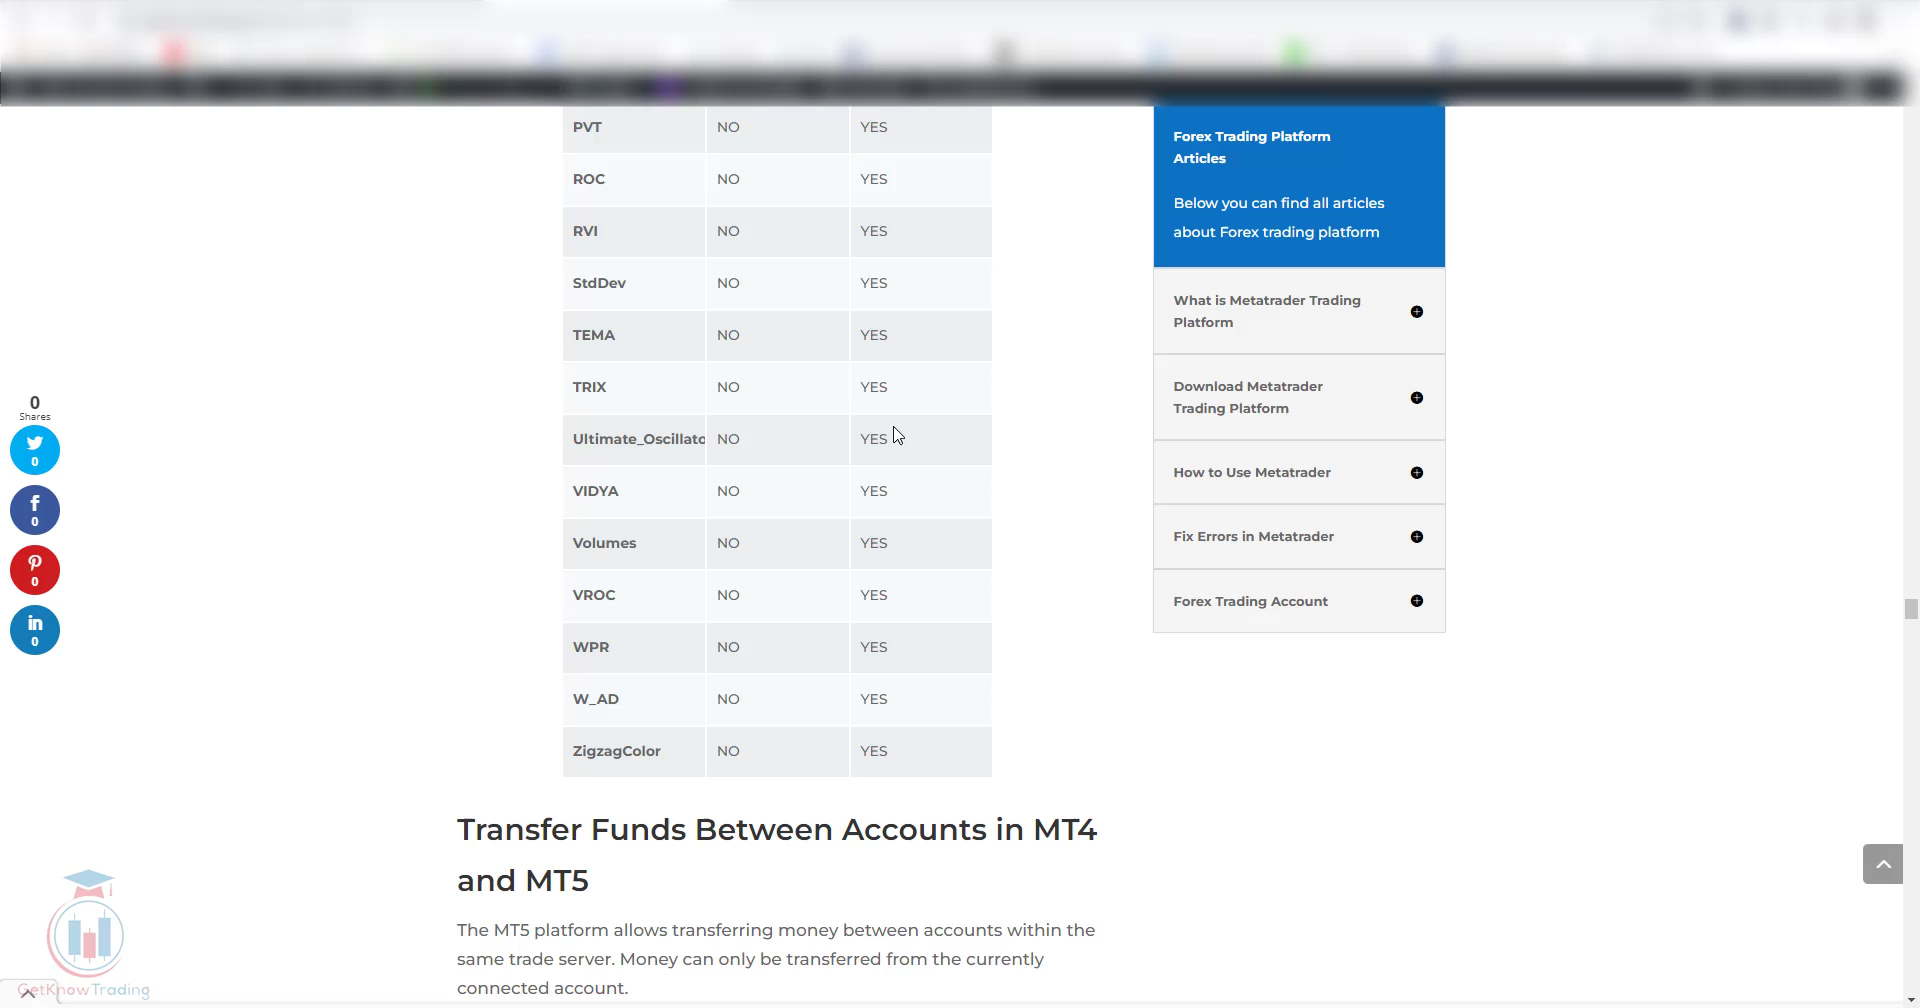 PVT NO YES
ROC NO YES
RVI NO YES
StdDev NO YES
TEMA NO YES
TRIX NO YES
Ultimate_Oscillato NO YES
VIDYA NO YES
Volumes NO YES
VROC NO YES
WPR NO YES
W_AD NO YES
ZigzagColor NO YES
Transfer Funds Between Accounts in MT4
and MT5
The MT5 platform allows transferring money between accounts within the
same trade server. Money can only be transferred from the currently
connected account.
Forex Trading Platform
Articles
Below you can find all articles
about Forex trading platform
What is Metatrader Trading
Platform
Download Metatrader
Trading Platform
How to Use Metatrader
Fix Errors in Metatrader
Forex Trading Account
0
Shares
0
f
0
0
in
0
GetKnowTrading